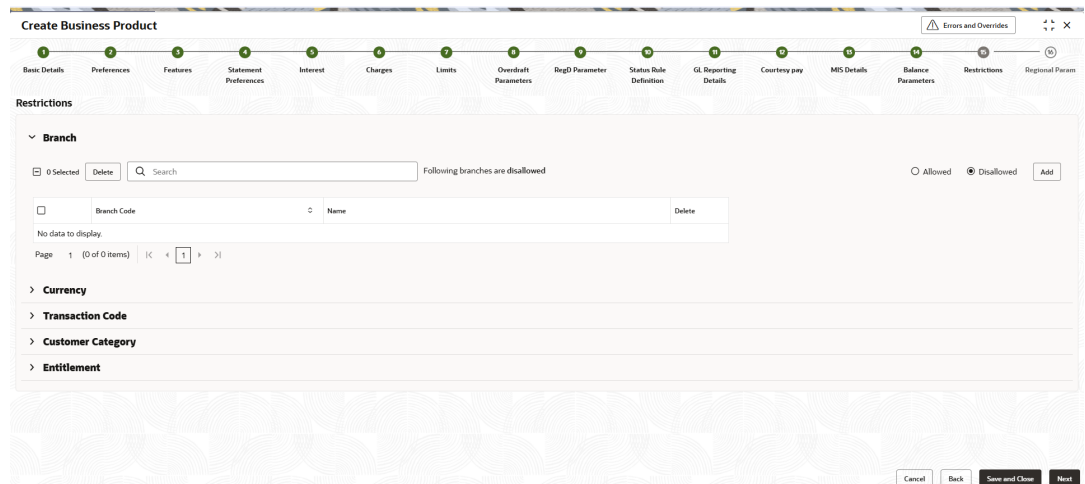 Create Business Product
Errors and Overrides
1 2 3 4 5 6 7 8 9 10 11 12 13 14 15 16
Basic Details Preferences Features Statement Preferences Interest Charges Limits Overdraft Parameters RegD Parameter Status Rule Definition GL Reporting Details Courtesy pay MIS Details Balance Parameters Restrictions Regional Param
Restrictions
Branch
0 Selected Delete Search Following branches are disallowed Allowed Disallowed Add
Branch Code Name Delete
No data to display.
Page 1 (0 of 0 items) 1
Currency
Transaction Code
Customer Category
Entitlement
Cancel Back Save and Close Next